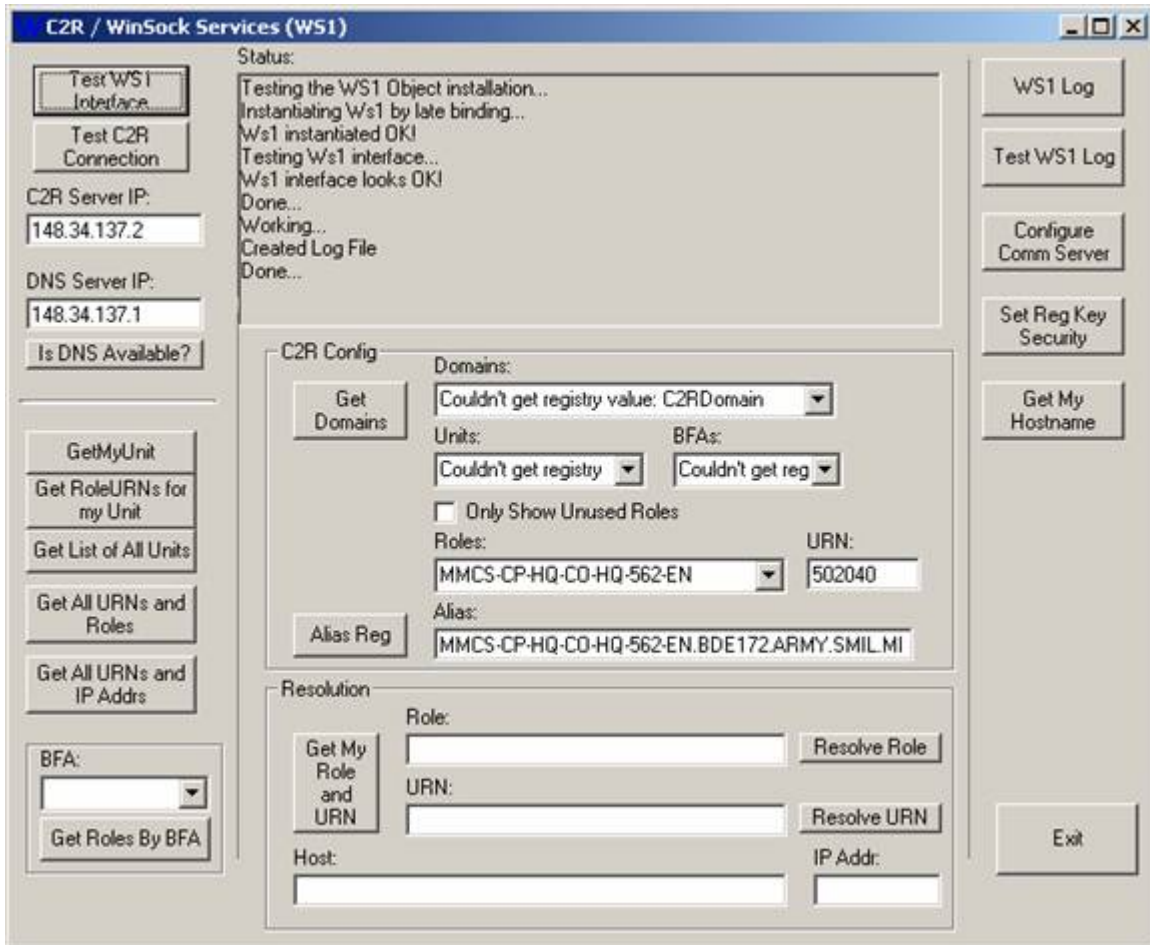 C2R / WinSock Services (WS1)
Test WS1
Interface
Test C2R
Connection
C2R Server IP:
148.34.137.2
DNS Server IP:
148.34.137.1
Is DNS Available?
GetMyUnit
Get RoleURNs for
my Unit
Get List of All Units
Get All URNs and
Roles
Get All URNs and
IP Addrs
BFA:
Get Roles By BFA
Status:
Testing the WS1 Object installation...
Instantiating Ws1 by late binding...
Ws1 instantiated OK!
Testing Ws1 interface...
Ws1 interface looks OK!
Done...
Working...
Created Log File
Done...
C2R Config
Get
Domains
Domains:
Couldn't get registry value: C2RDomain
Units:
BFAs:
Couldn't get registry
Couldn't get reg
Only Show Unused Roles
Roles:
URN:
MMCS-CP-HQ-CO-HQ-562-EN
502040
Alias Reg
Alias:
MMCS-CP-HQ-CO-HQ-562-EN.BDE172.ARMY.SMIL.MI
Resolution
Get My
Role
and
URN
Role:
Resolve Role
URN:
Resolve URN
Host:
IP Addr:
WS1 Log
Test WS1 Log
Configure
Comm Server
Set Reg Key
Security
Get My
Hostname
Exit